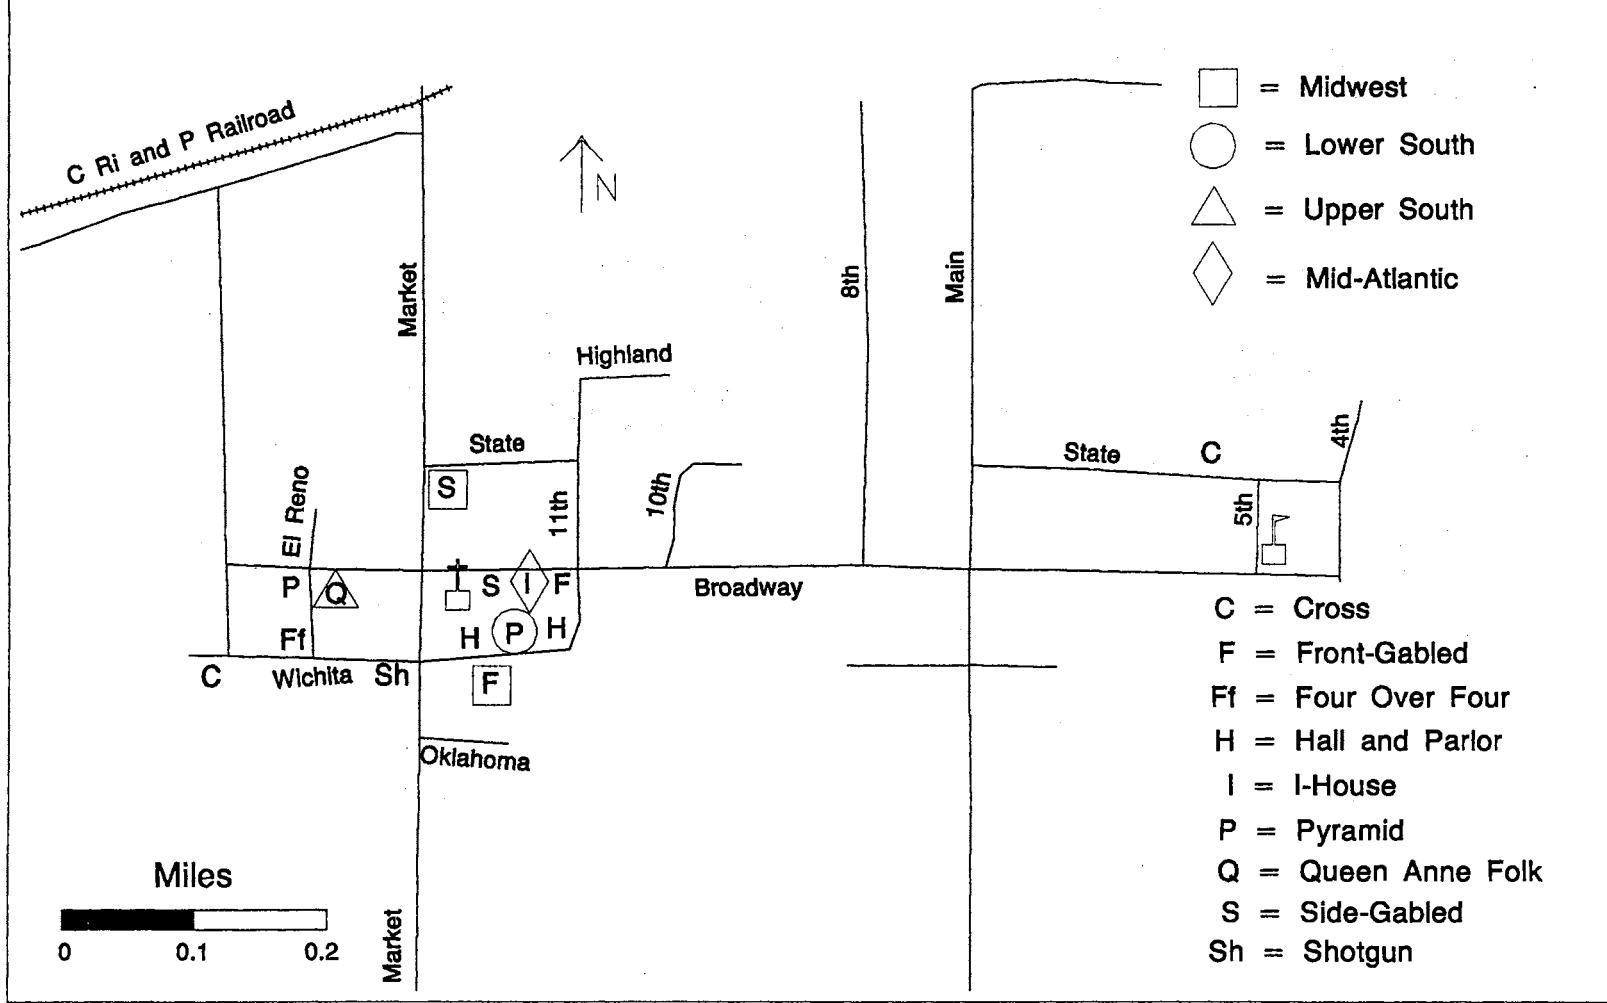 C Ri and P Railroad
N
Market
8th
Main
Highland
State
El Reno
S
11th
10th
State
C
4th
5th
P
Q
S
I
F
Broadway
Ff
H
P
H
C
Wichita
Sh
F
Oklahoma
Market
Miles
0 0.1 0.2
= Midwest
= Lower South
= Upper South
= Mid-Atlantic
C = Cross
F = Front-Gabled
Ff = Four Over Four
H = Hall and Parlor
I = I-House
P = Pyramid
Q = Queen Anne Folk
S = Side-Gabled
Sh = Shotgun